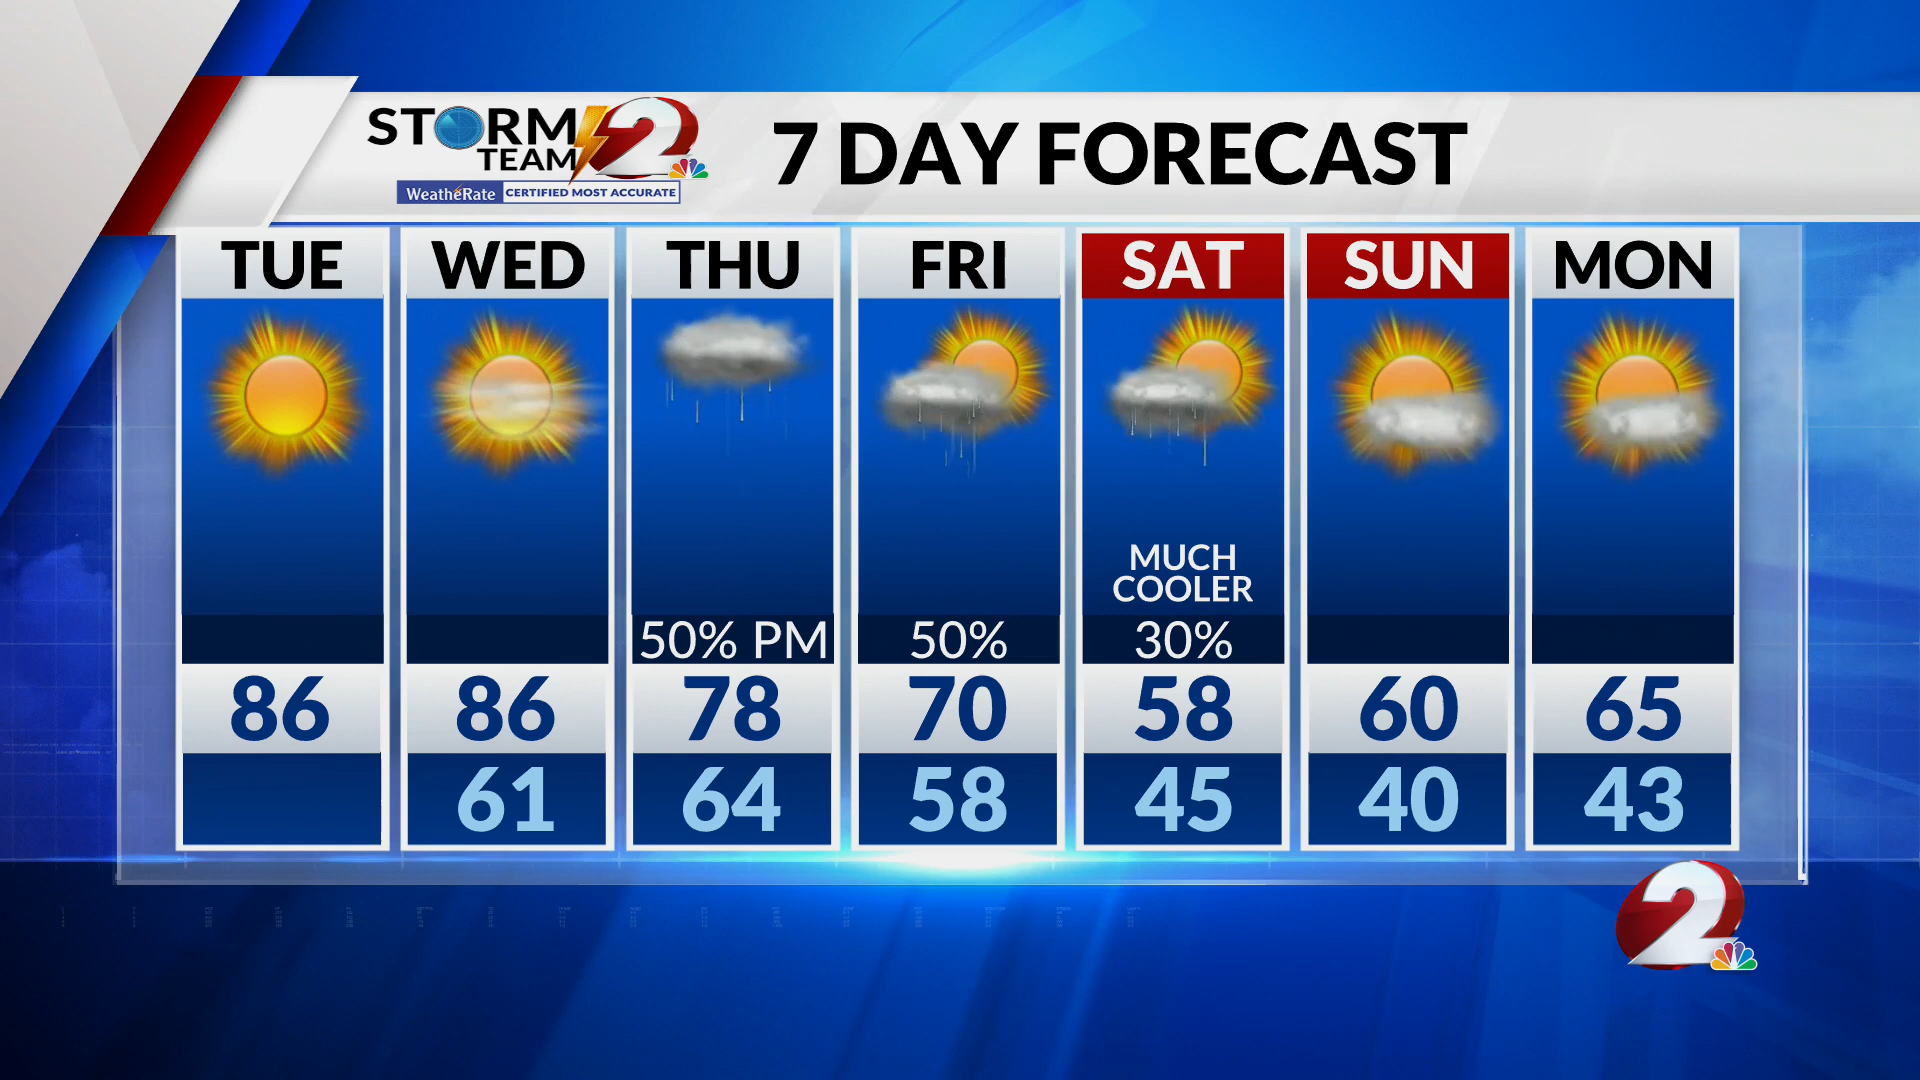 STORM
TEAM
2
WeatheRate CERTIFIED MOST ACCURATE
7 DAY FORECAST
TUE WED THU FRI SAT SUN MON
MUCH
COOLER
50% PM 50% 30%
86 86 78 70 58 60 65
61 64 58 45 40 43
2